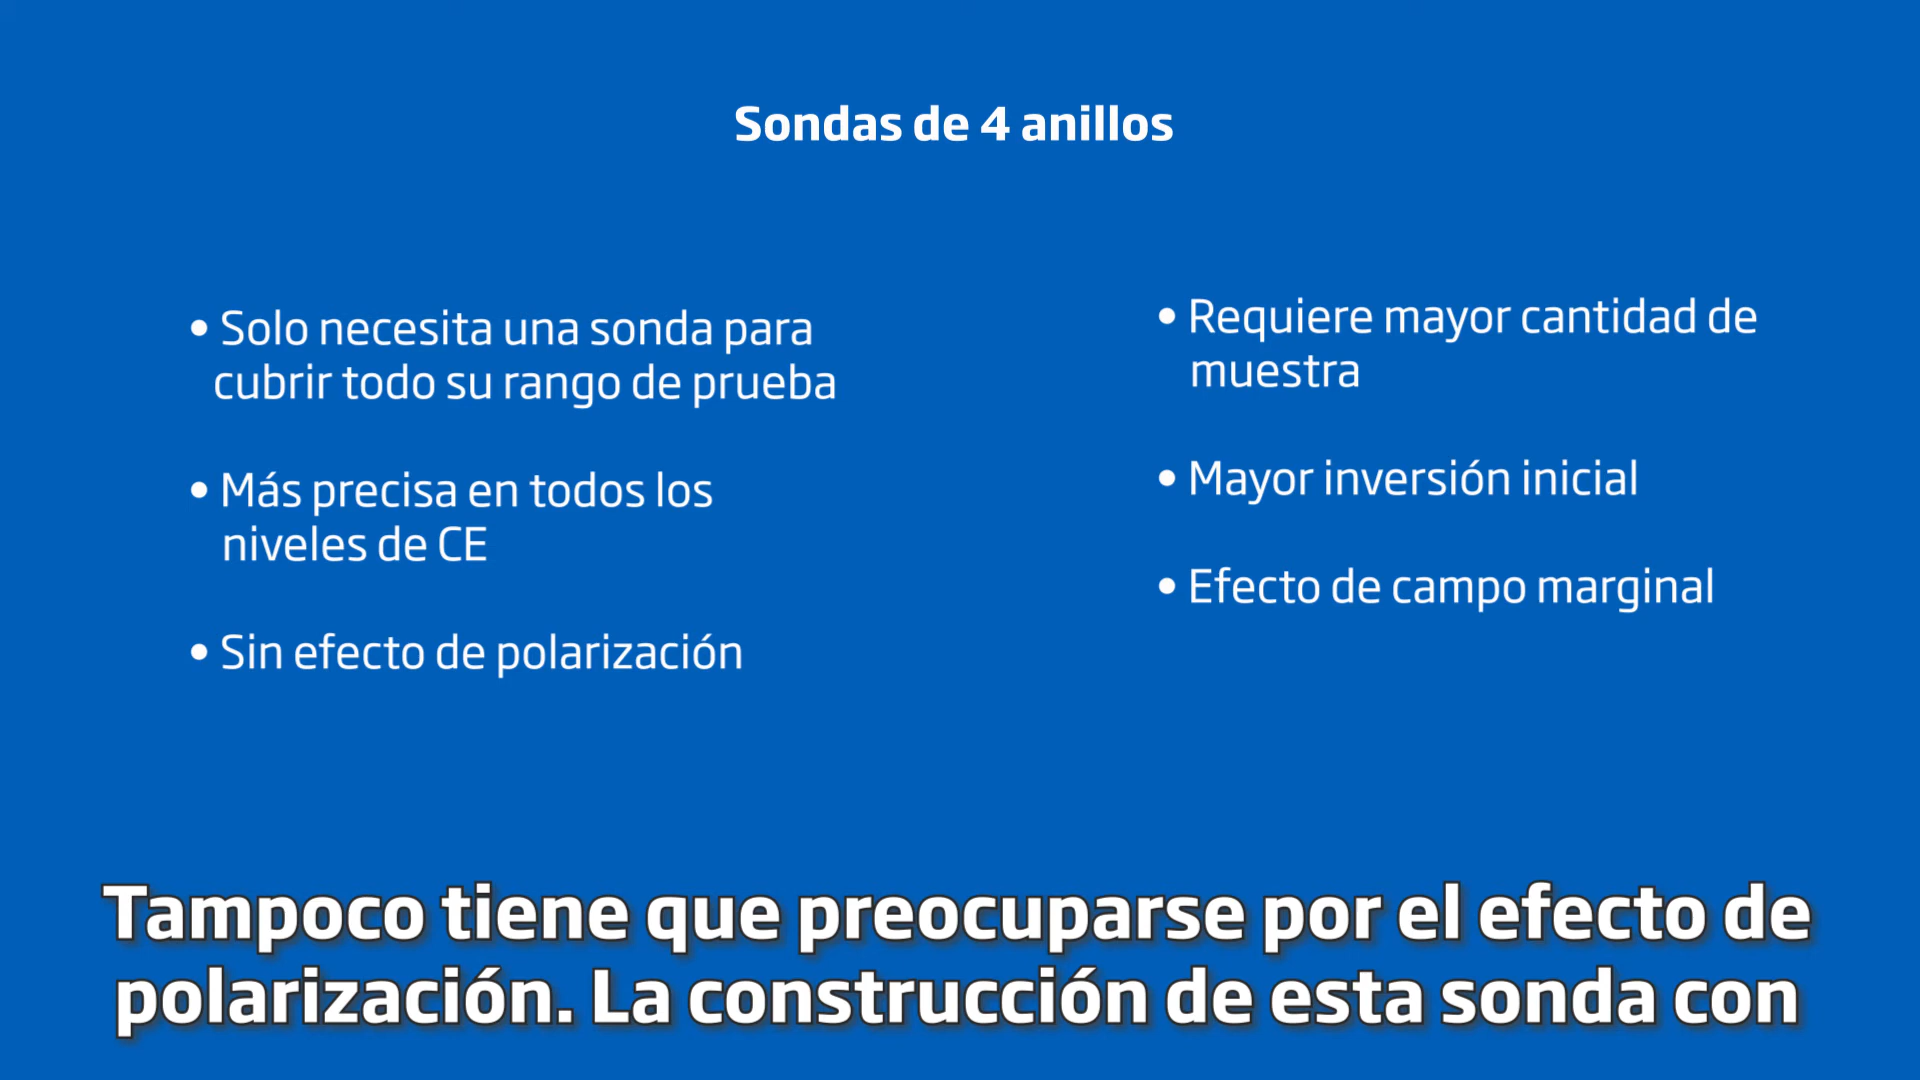 Sondas de 4 anillos
• Solo necesita una sonda para
cubrir todo su rango de prueba
• Más precisa en todos los
niveles de CE
• Sin efecto de polarización
• Requiere mayor cantidad de
muestra
• Mayor inversión inicial
• Efecto de campo marginal
Tampoco tiene que preocuparse por el efecto de
polarización. La construcción de esta sonda con